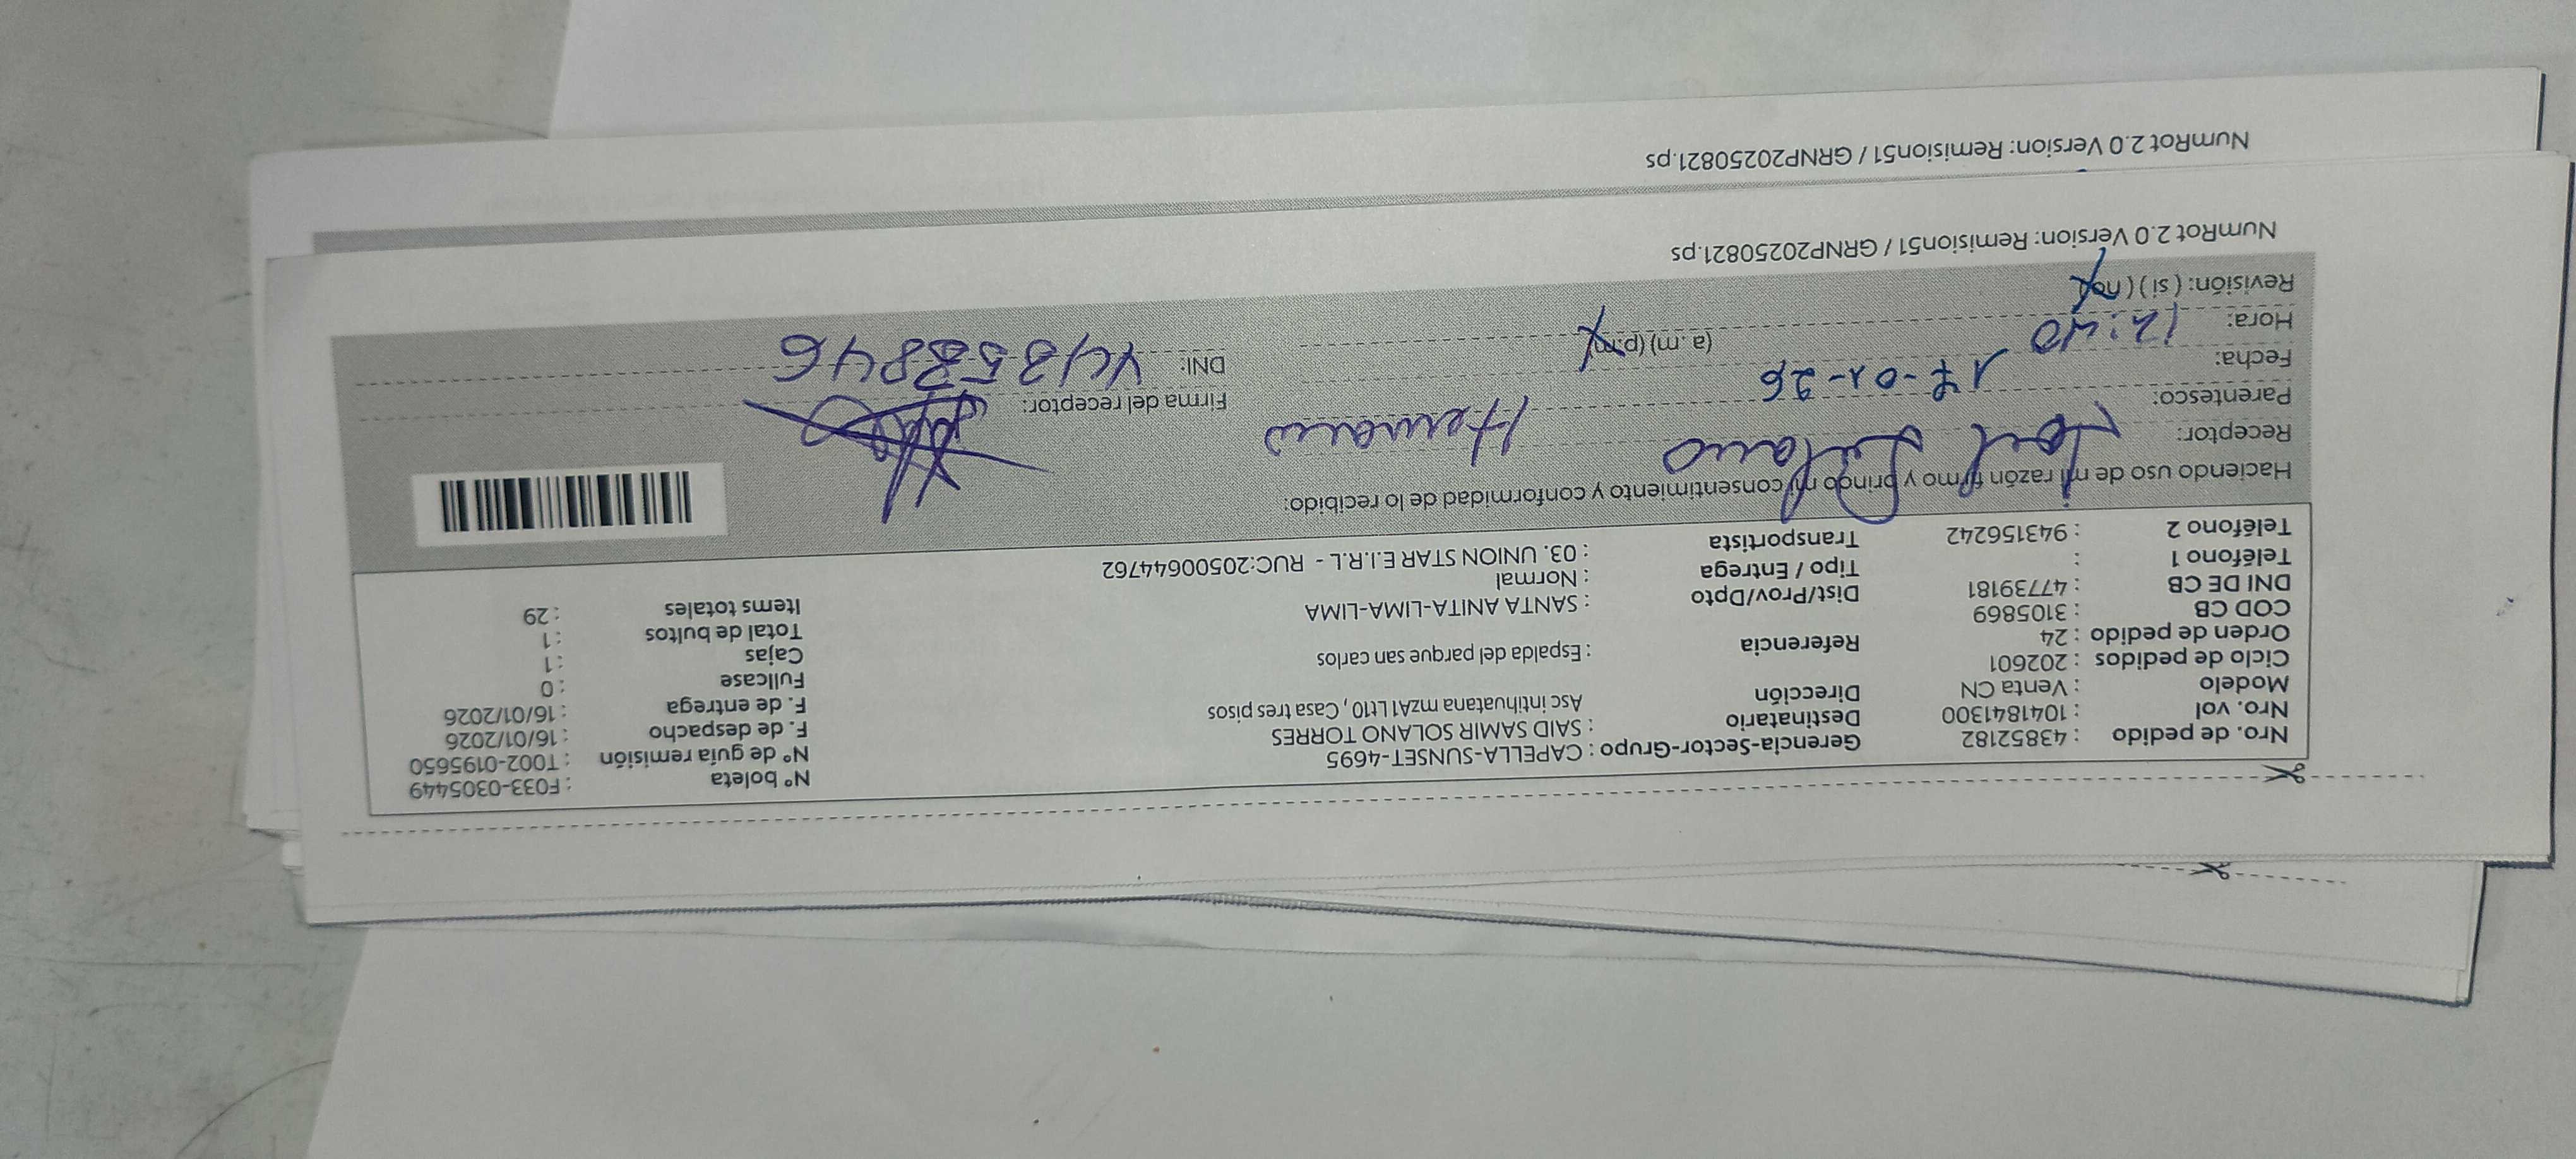 Nro. de pedido : 43852182 Gerencia-Sector-Grupo : CAPELLA-SUNSET-4695 N° boleta : F033-0305449
Nro. vol : 1041841300 Destinatario : SAID SAMIR SOLANO TORRES N° de guía remisión : T002-0195650
Modelo : Venta CN Dirección Asc intihuatana mzA1 Lt10 , Casa tres pisos F. de despacho : 16/01/2026
Ciclo de pedidos : 202601 F. de entrega : 16/01/2026
Orden de pedido : 24 Referencia : Espalda del parque san carlos Fullcase : 0
COD CB : 3105869 Cajas : 1
DNI DE CB : 47739181 Dist/Prov/Dpto : SANTA ANITA-LIMA-LIMA Total de bultos : 1
Teléfono 1 : Tipo / Entrega : Normal Items totales : 29
Teléfono 2 : 943156242 Transportista : 03. UNION STAR E.I.R.L - RUC:20500644762
Haciendo uso de mi razón firmo y brindo mi consentimiento y conformidad de lo recibido:
Receptor: Solano
Parentesco: Hermano Firma del receptor:
Fecha: 17-01-26 DNI:
Hora: 12:40 (a. m) (p.m)
Revisión: ( si ) ( no )
NumRot 2.0 Version: Remision51 / GRNP20250821.ps
NumRot 2.0 Version: Remision51 / GRNP20250821.ps